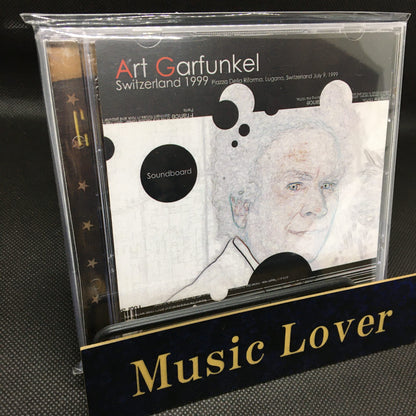 Art Garfunkel
Switzerland 1999 Piazza Della Riforma, Lugano, Switzerland July 9, 1999
Soundboard
Music Lover